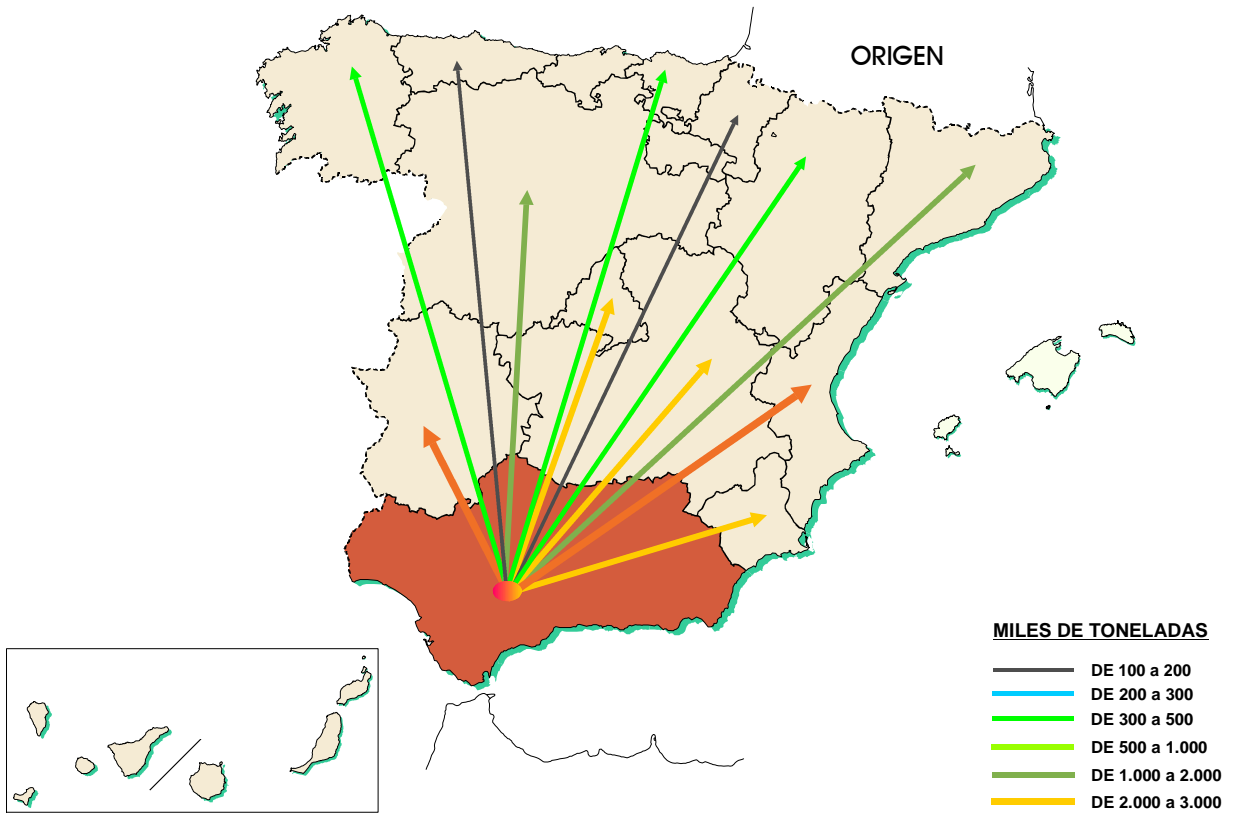 ORIGEN
MILES DE TONELADAS
DE 100 a 200
DE 200 a 300
DE 300 a 500
DE 500 a 1.000
DE 1.000 a 2.000
DE 2.000 a 3.000